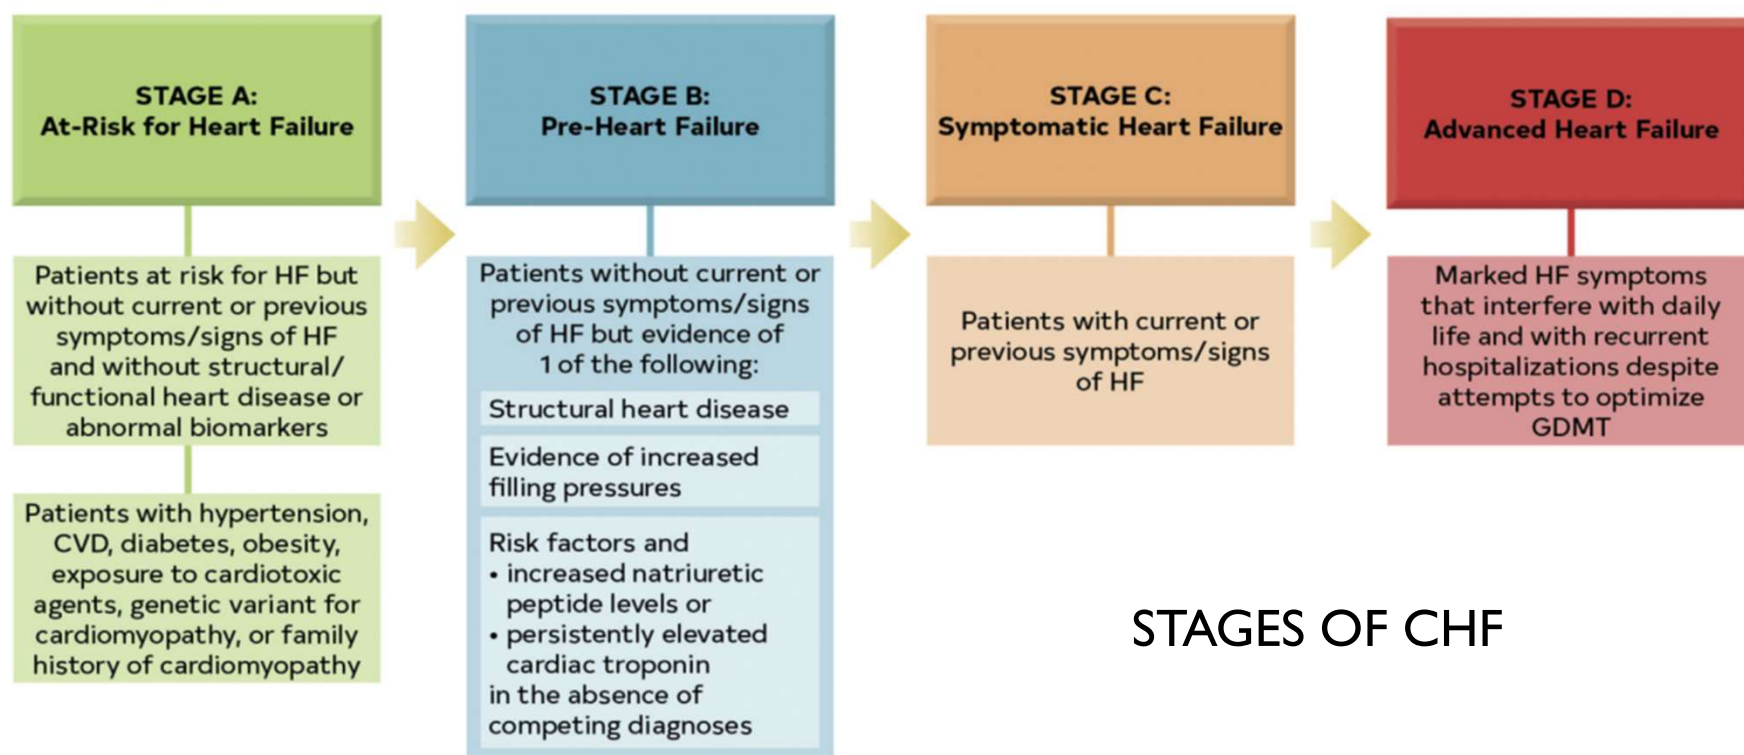 STAGE A:
At-Risk for Heart Failure
Patients at risk for HF but
without current or previous
symptoms/signs of HF
and without structural/
functional heart disease or
abnormal biomarkers
Patients with hypertension,
CVD, diabetes, obesity,
exposure to cardiotoxic
agents, genetic variant for
cardiomyopathy, or family
history of cardiomyopathy
STAGE B:
Pre-Heart Failure
Patients without current or
previous symptoms/signs
of HF but evidence of
1 of the following:
Structural heart disease
Evidence of increased
filling pressures
Risk factors and
• increased natriuretic
peptide levels or
• persistently elevated
cardiac troponin
in the absence of
competing diagnoses
STAGE C:
Symptomatic Heart Failure
Patients with current or
previous symptoms/signs
of HF
STAGE D:
Advanced Heart Failure
Marked HF symptoms
that interfere with daily
life and with recurrent
hospitalizations despite
attempts to optimize
GDMT
STAGES OF CHF